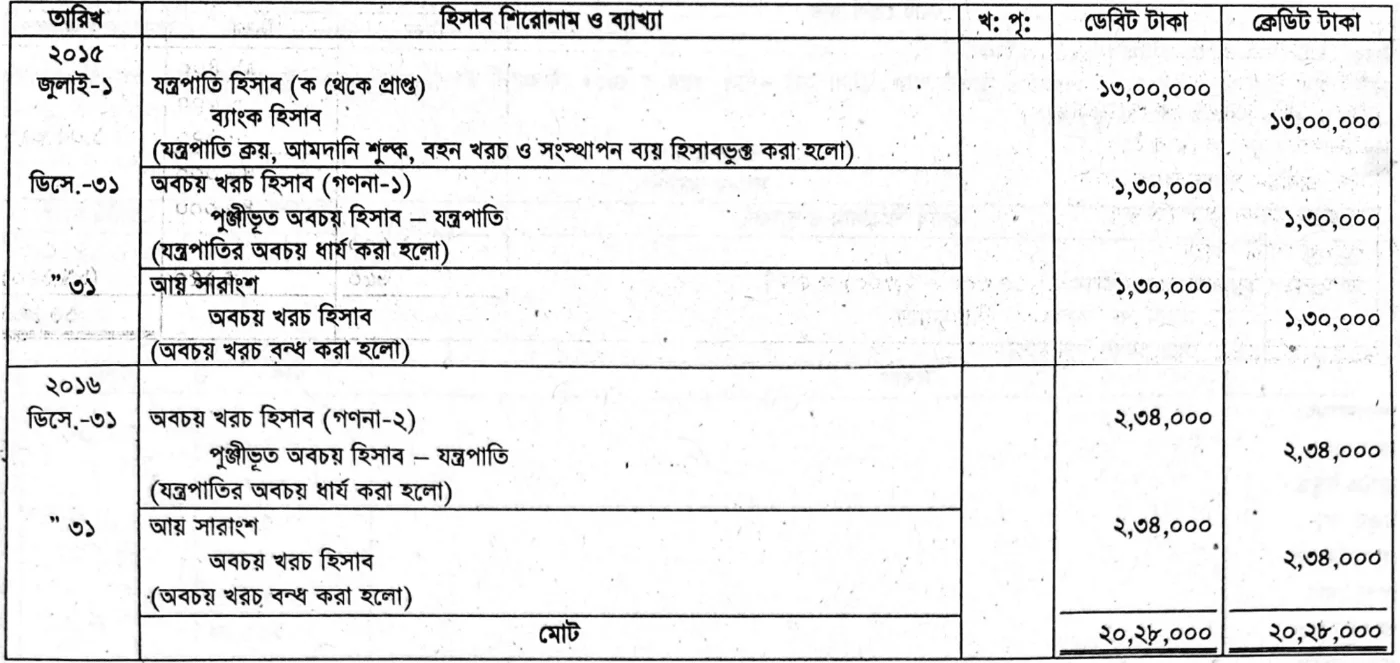 তারিখ হিসাব শিরোনাম ও ব্যাখ্যা খ: পৃ: ডেবিট টাকা ক্রেডিট টাকা
২০১৫
জুলাই-১ যন্ত্রপাতি হিসাব (ক থেকে প্রাপ্ত) ১৩,০০,০০০
ব্যাংক হিসাব ১৩,০০,০০০
(যন্ত্রপাতি ক্রয়, আমদানি শুল্ক, বহন খরচ ও সংস্থাপন ব্যয় হিসাবভুক্ত করা হলো)
ডিসে.-৩১ অবচয় খরচ হিসাব (গণনা-১) ১,৩০,০০০
পুঞ্জীভূত অবচয় হিসাব – যন্ত্রপাতি ১,৩০,০০০
(যন্ত্রপাতির অবচয় ধার্য করা হলো)
" ৩১ আয় সারাংশ ১,৩০,০০০
অবচয় খরচ হিসাব ১,৩০,০০০
(অবচয় খরচ বন্ধ করা হলো)
২০১৬
ডিসে.-৩১ অবচয় খরচ হিসাব (গণনা-২) ২,৩৪,০০০
পুঞ্জীভূত অবচয় হিসাব – যন্ত্রপাতি ২,৩৪,০০০
(যন্ত্রপাতির অবচয় ধার্য করা হলো)
" ৩১ আয় সারাংশ ২,৩৪,০০০
অবচয় খরচ হিসাব ২,৩৪,০০০
(অবচয় খরচ বন্ধ করা হলো)
মোট ২০,২৮,০০০ ২০,২৮,০০০